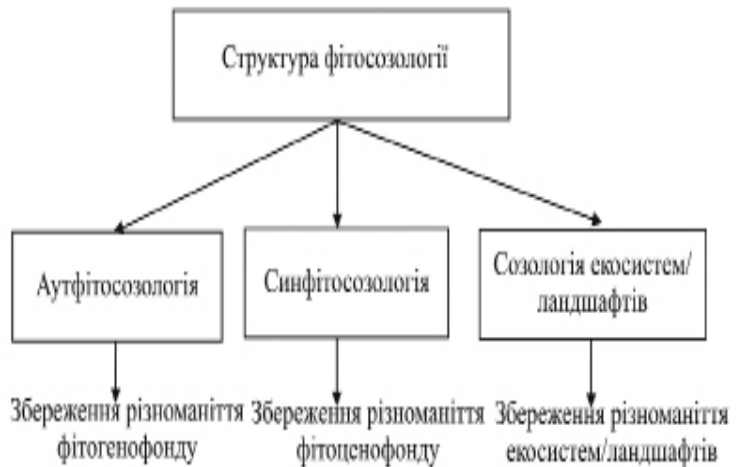 Структура фітосозології
Аутфітосозологія
Синфітосозологія
Созологія екосистем/
ландшафтів
Збереження різноманіття
фітогенофонду
Збереження різноманіття
фітоценофонду
Збереження різноманіття
екосистем/ландшафтів